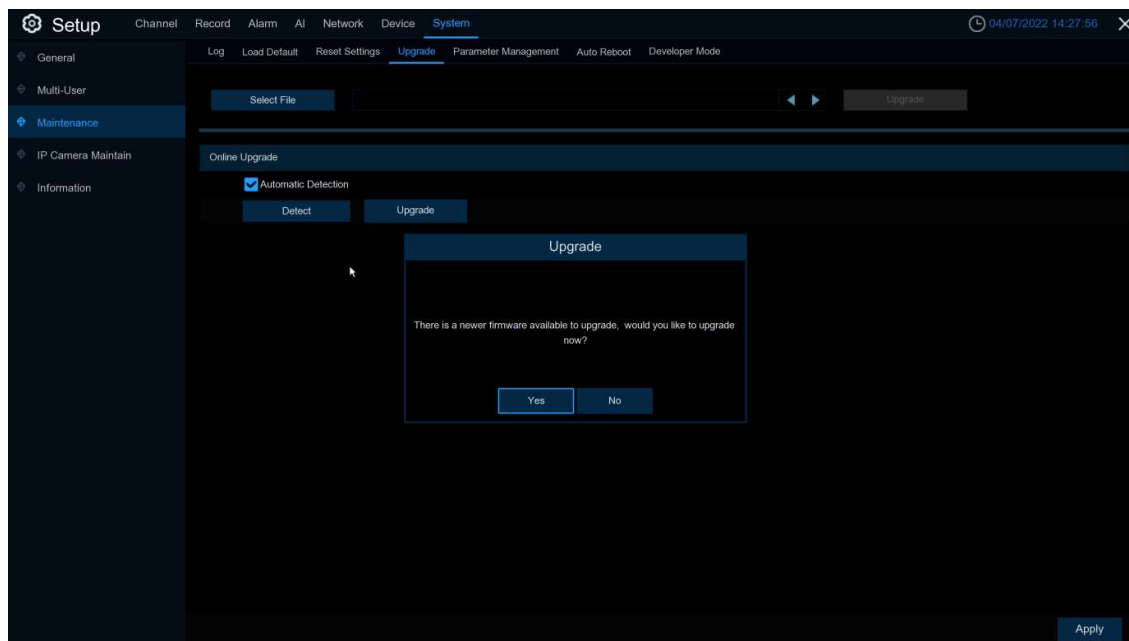 Setup Channel Record Alarm AI Network Device System 04/07/2022 14:27:56
Log Load Default Reset Settings Upgrade Parameter Management Auto Reboot Developer Mode
General
Multi-User
Maintenance
IP Camera Maintain
Information
Select File Upgrade
Online Upgrade
Automatic Detection
Detect Upgrade
Upgrade
There is a newer firmware available to upgrade, would you like to upgrade
now?
Yes No
Apply